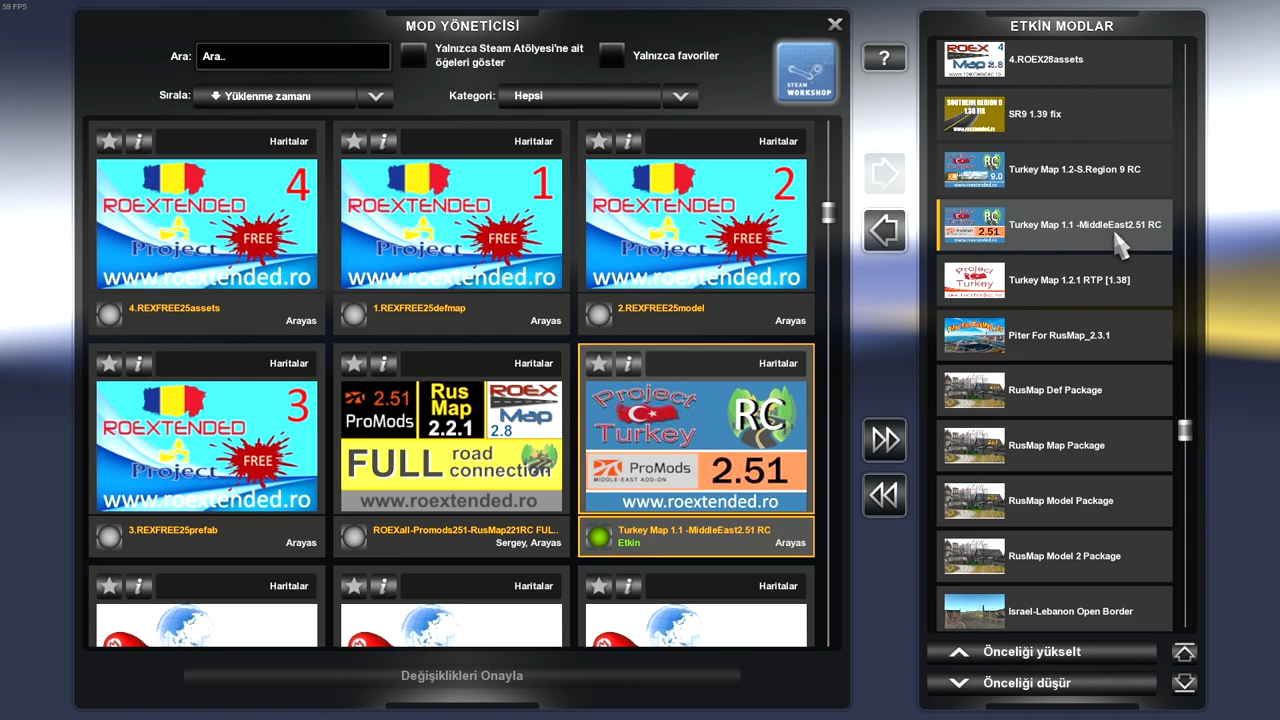 59 FPS
MOD YÖNETİCİSİ
Ara:
Ara..
Yalnızca Steam Atölyesi'ne ait
öğeleri göster
Yalnızca favoriler
STEAM
WORKSHOP
Sırala:
Yüklenme zamanı
Kategori:
Hepsi
Haritalar
ROEXTENDED
4
FREE
Project
www.roextended.ro
4.REXFREE25assets
Arayas
Haritalar
ROEXTENDED
1
FREE
Project
www.roextended.ro
1.REXFREE25defmap
Arayas
Haritalar
ROEXTENDED
2
FREE
Project
www.roextended.ro
2.REXFREE25model
Arayas
Haritalar
ROEXTENDED
3
FREE
Project
www.roextended.ro
3.REXFREE25prefab
Arayas
Haritalar
2.51
ProMods
Rus
Map
2.2.1
ROEX
Map
2.8
FULL road
connection
www.roextended.ro
ROEXall-Promods251-RusMap221RC FUL..
Sergey, Arayas
Haritalar
Project
Turkey
RC
ProMods
MIDDLE-EAST ADD-ON
2.51
www.roextended.ro
Turkey Map 1.1 -MiddleEast2.51 RC
Etkin
Arayas
Haritalar
Haritalar
Haritalar
Değişiklikleri Onayla
?
ETKİN MODLAR
4.ROEX28assets
SR9 1.39 fix
Turkey Map 1.2-S.Region 9 RC
Turkey Map 1.1 -MiddleEast2.51 RC
Turkey Map 1.2.1 RTP [1.38]
Piter For RusMap_2.3.1
RusMap Def Package
RusMap Map Package
RusMap Model Package
RusMap Model 2 Package
Israel-Lebanon Open Border
Önceliği yükselt
Önceliği düşür